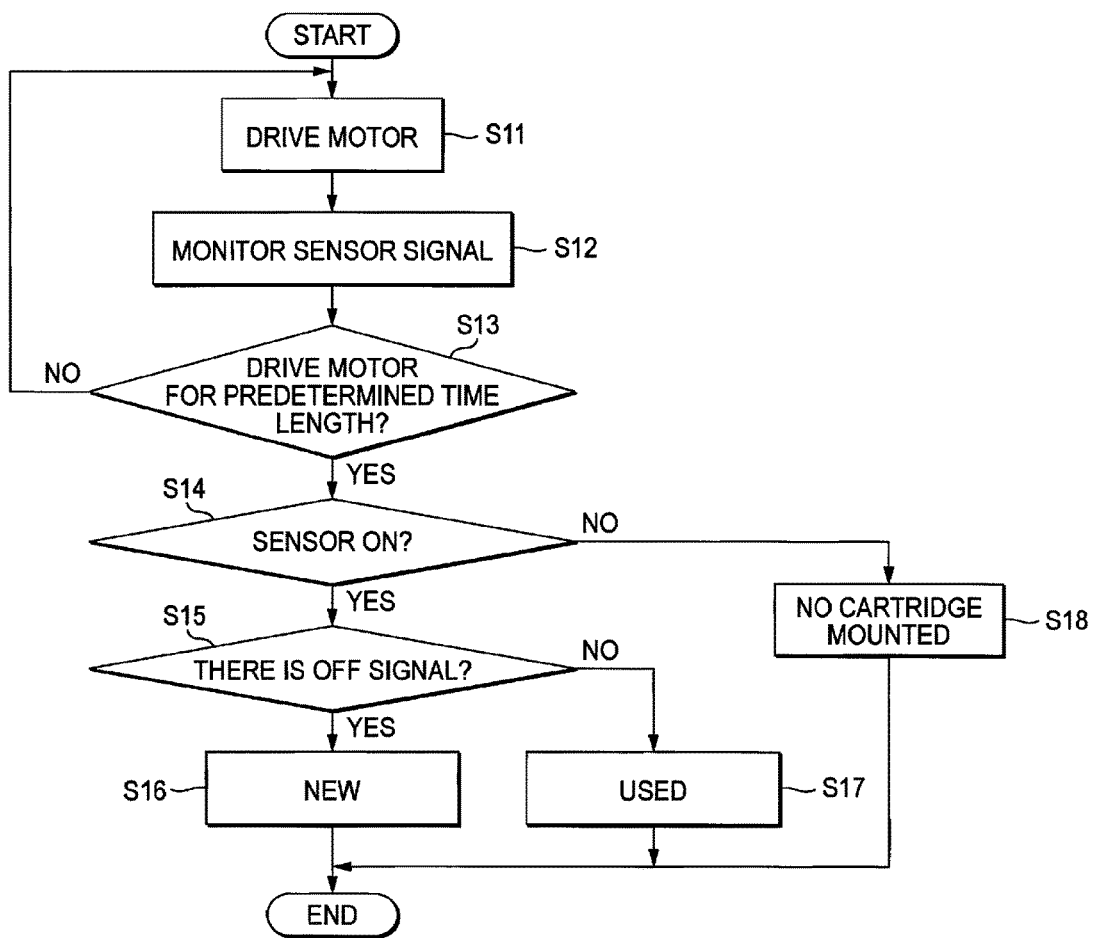 START
DRIVE MOTOR
S11
MONITOR SENSOR SIGNAL
S12
S13
DRIVE MOTOR
FOR PREDETERMINED TIME
LENGTH?
NO
YES
S14
SENSOR ON?
NO
YES
NO CARTRIDGE
MOUNTED
S18
S15
THERE IS OFF SIGNAL?
NO
YES
S16
NEW
USED
S17
END